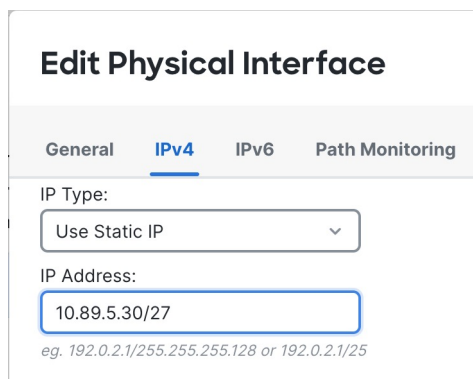 Edit Physical Interface
General IPv4 IPv6 Path Monitoring
IP Type:
Use Static IP
IP Address:
10.89.5.30/27
eg. 192.0.2.1/255.255.255.128 or 192.0.2.1/25